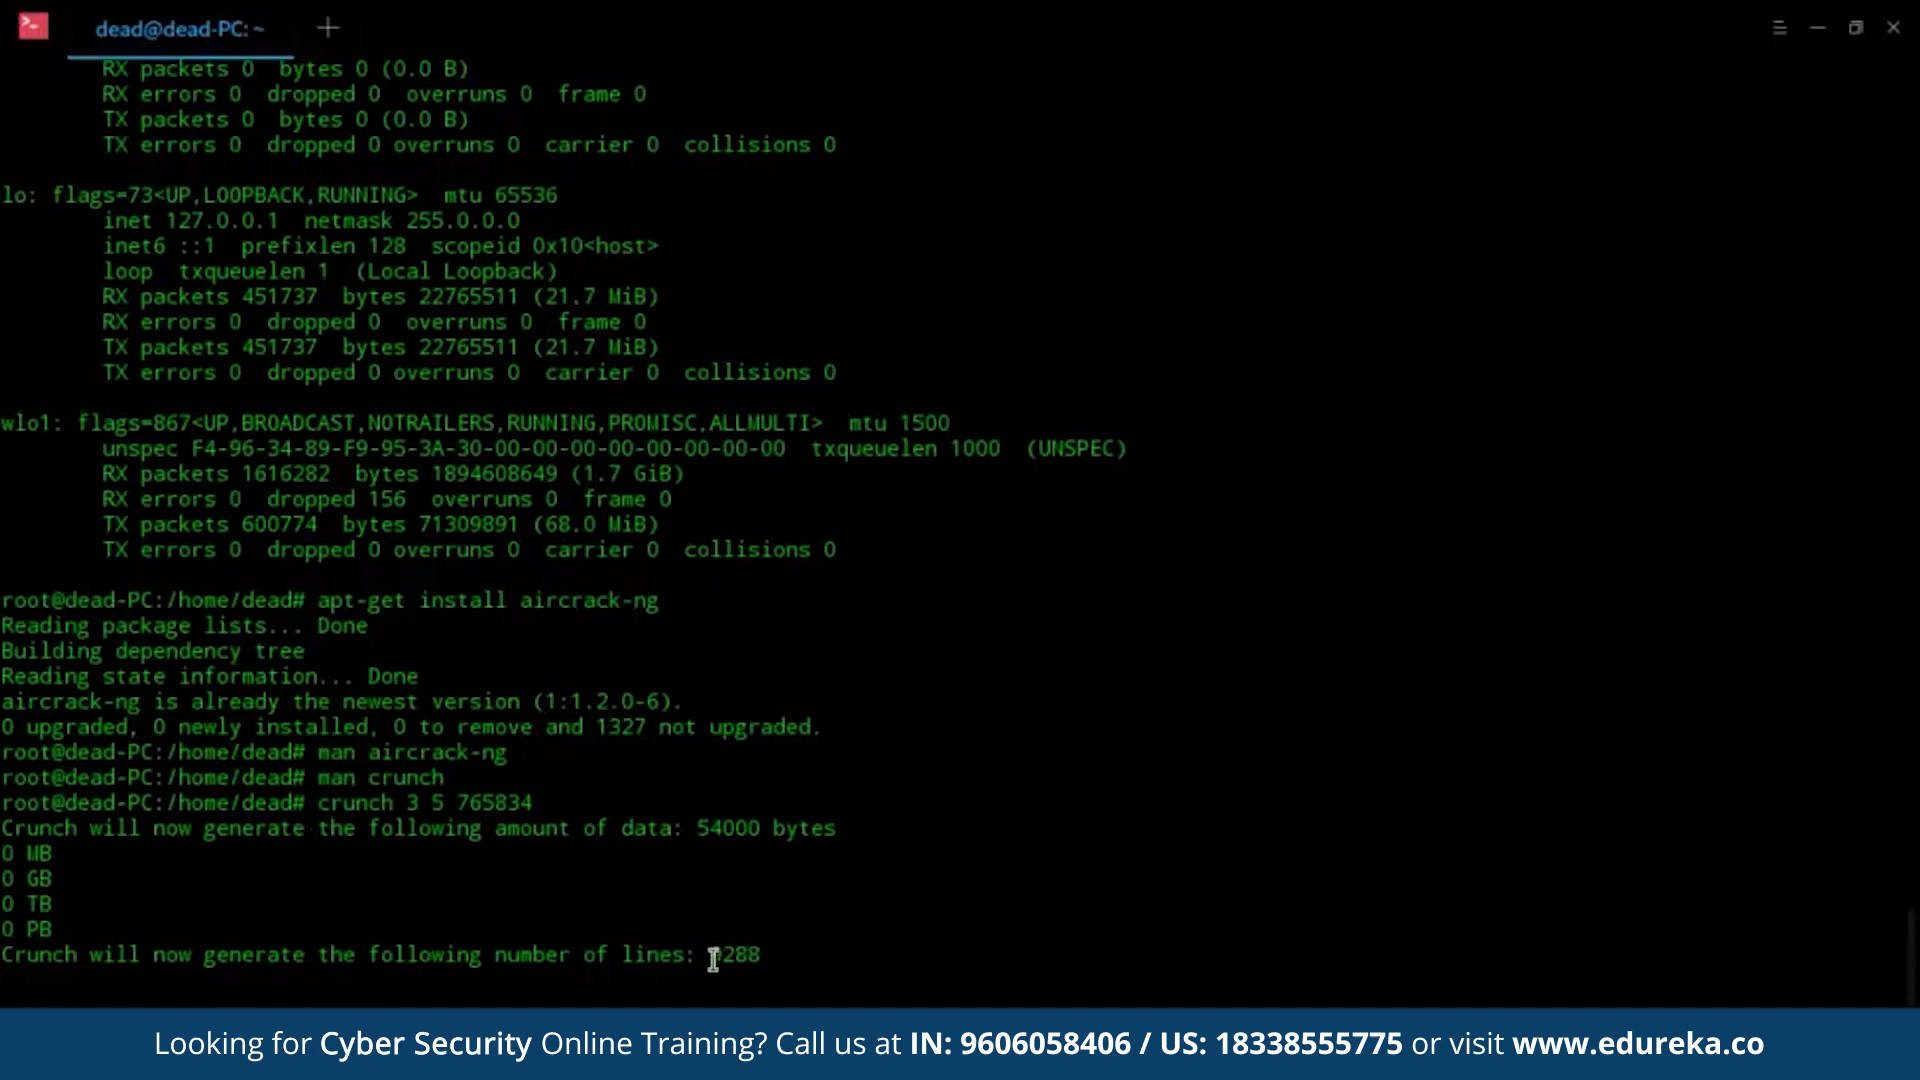 dead@dead-PC: ~
RX packets 0 bytes 0 (0.0 B)
RX errors 0 dropped 0 overruns 0 frame 0
TX packets 0 bytes 0 (0.0 B)
TX errors 0 dropped 0 overruns 0 carrier 0 collisions 0
lo: flags=73<UP,LOOPBACK,RUNNING> mtu 65536
inet 127.0.0.1 netmask 255.0.0.0
inet6 ::1 prefixlen 128 scopeid 0x10<host>
loop txqueuelen 1 (Local Loopback)
RX packets 451737 bytes 22765511 (21.7 MiB)
RX errors 0 dropped 0 overruns 0 frame 0
TX packets 451737 bytes 22765511 (21.7 MiB)
TX errors 0 dropped 0 overruns 0 carrier 0 collisions 0
wlo1: flags=867<UP,BROADCAST,NOTRAILERS,RUNNING,PROMISC,ALLMULTI> mtu 1500
unspec F4-96-34-89-F9-95-3A-30-00-00-00-00-00-00-00-00 txqueuelen 1000 (UNSPEC)
RX packets 1616282 bytes 1894608649 (1.7 GiB)
RX errors 0 dropped 156 overruns 0 frame 0
TX packets 600774 bytes 71309891 (68.0 MiB)
TX errors 0 dropped 0 overruns 0 carrier 0 collisions 0
root@dead-PC:/home/dead# apt-get install aircrack-ng
Reading package lists... Done
Building dependency tree
Reading state information... Done
aircrack-ng is already the newest version (1:1.2.0-6).
0 upgraded, 0 newly installed, 0 to remove and 1327 not upgraded.
root@dead-PC:/home/dead# man aircrack-ng
root@dead-PC:/home/dead# man crunch
root@dead-PC:/home/dead# crunch 3 5 765834
Crunch will now generate the following amount of data: 54000 bytes
0 MB
0 GB
0 TB
0 PB
Crunch will now generate the following number of lines:
Looking for Cyber Security Online Training? Call us at IN: 9606058406 / US: 18338555775 or visit www.edureka.co